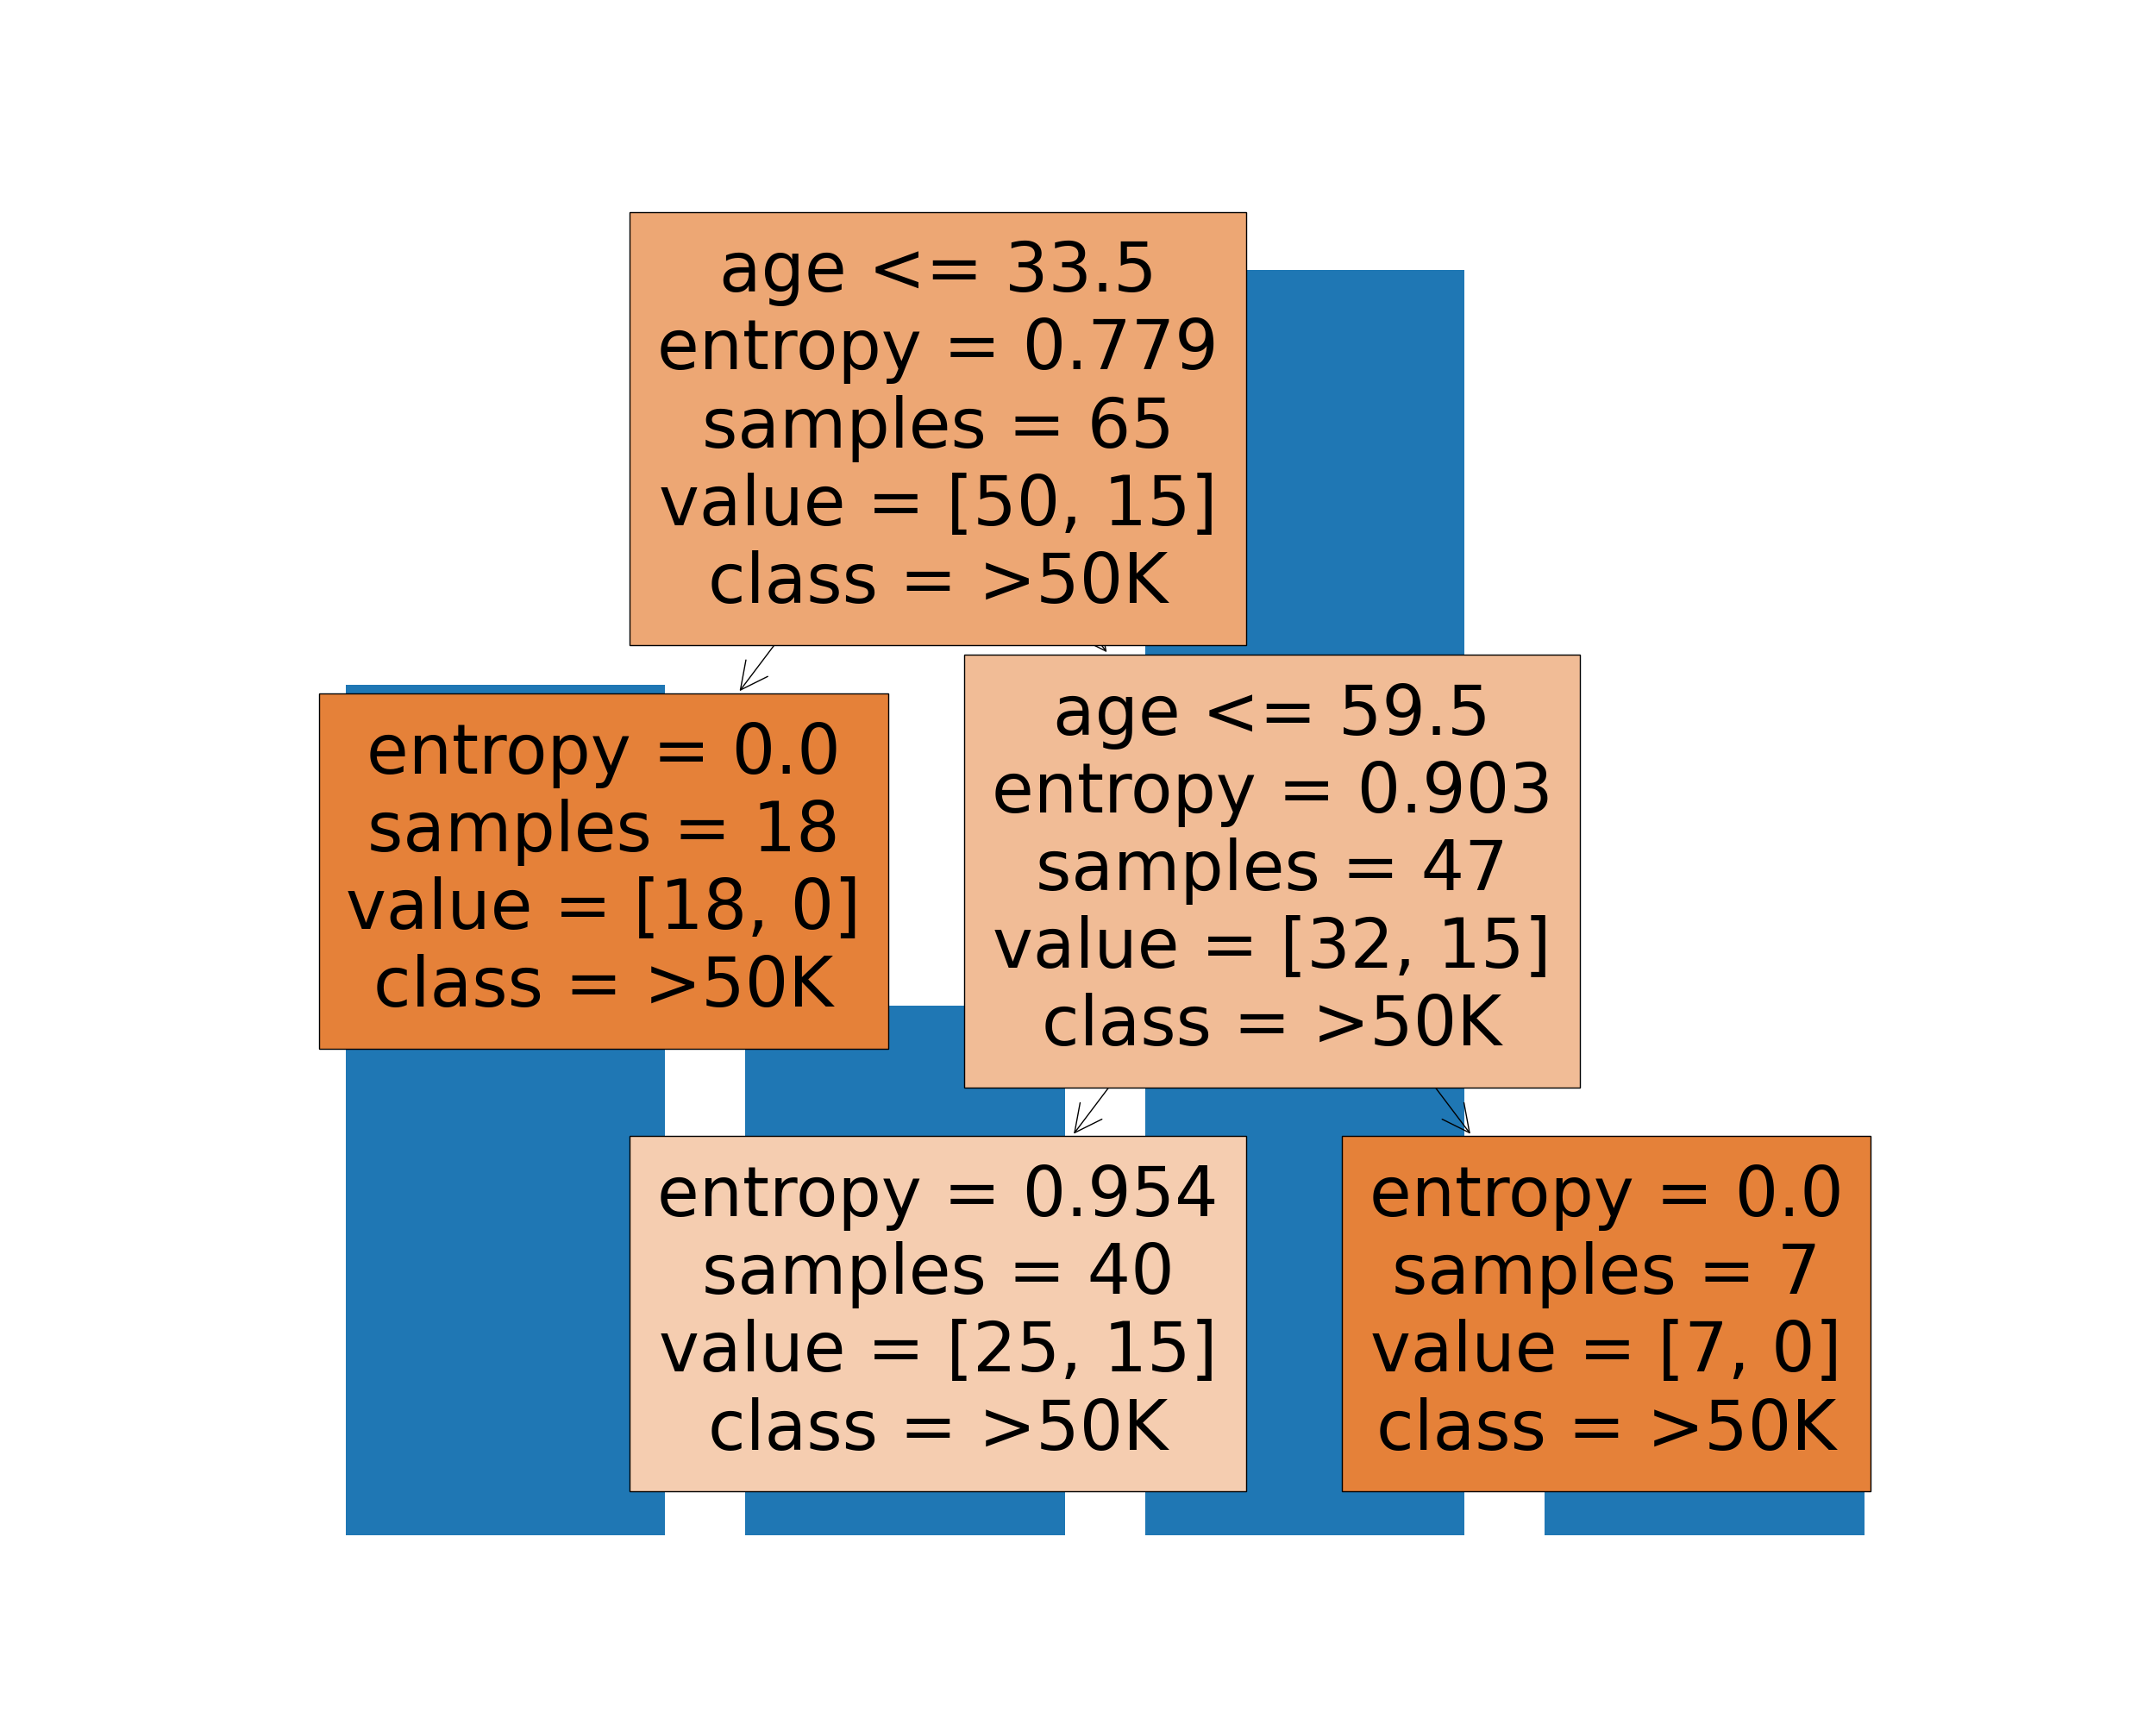 age <= 33.5
entropy = 0.779
samples = 65
value = [50, 15]
class = >50K
entropy = 0.0
samples = 18
value = [18, 0]
class = >50K
age <= 59.5
entropy = 0.903
samples = 47
value = [32, 15]
class = >50K
entropy = 0.954
samples = 40
value = [25, 15]
class = >50K
entropy = 0.0
samples = 7
value = [7, 0]
class = >50K